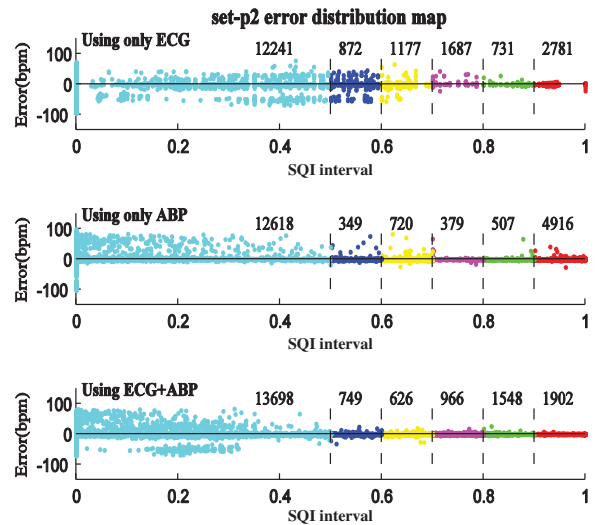 set-p2 error distribution map
Using only ECG 12241 872 1177 1687 731 2781
Error(bpm)
100
0
-100
0 0.2 0.4 0.6 0.8 1
SQI interval
Using only ABP 12618 349 720 379 507 4916
Error(bpm)
100
0
-100
0 0.2 0.4 0.6 0.8 1
SQI interval
Using ECG+ABP 13698 749 626 966 1548 1902
Error(bpm)
100
0
-100
0 0.2 0.4 0.6 0.8 1
SQI interval